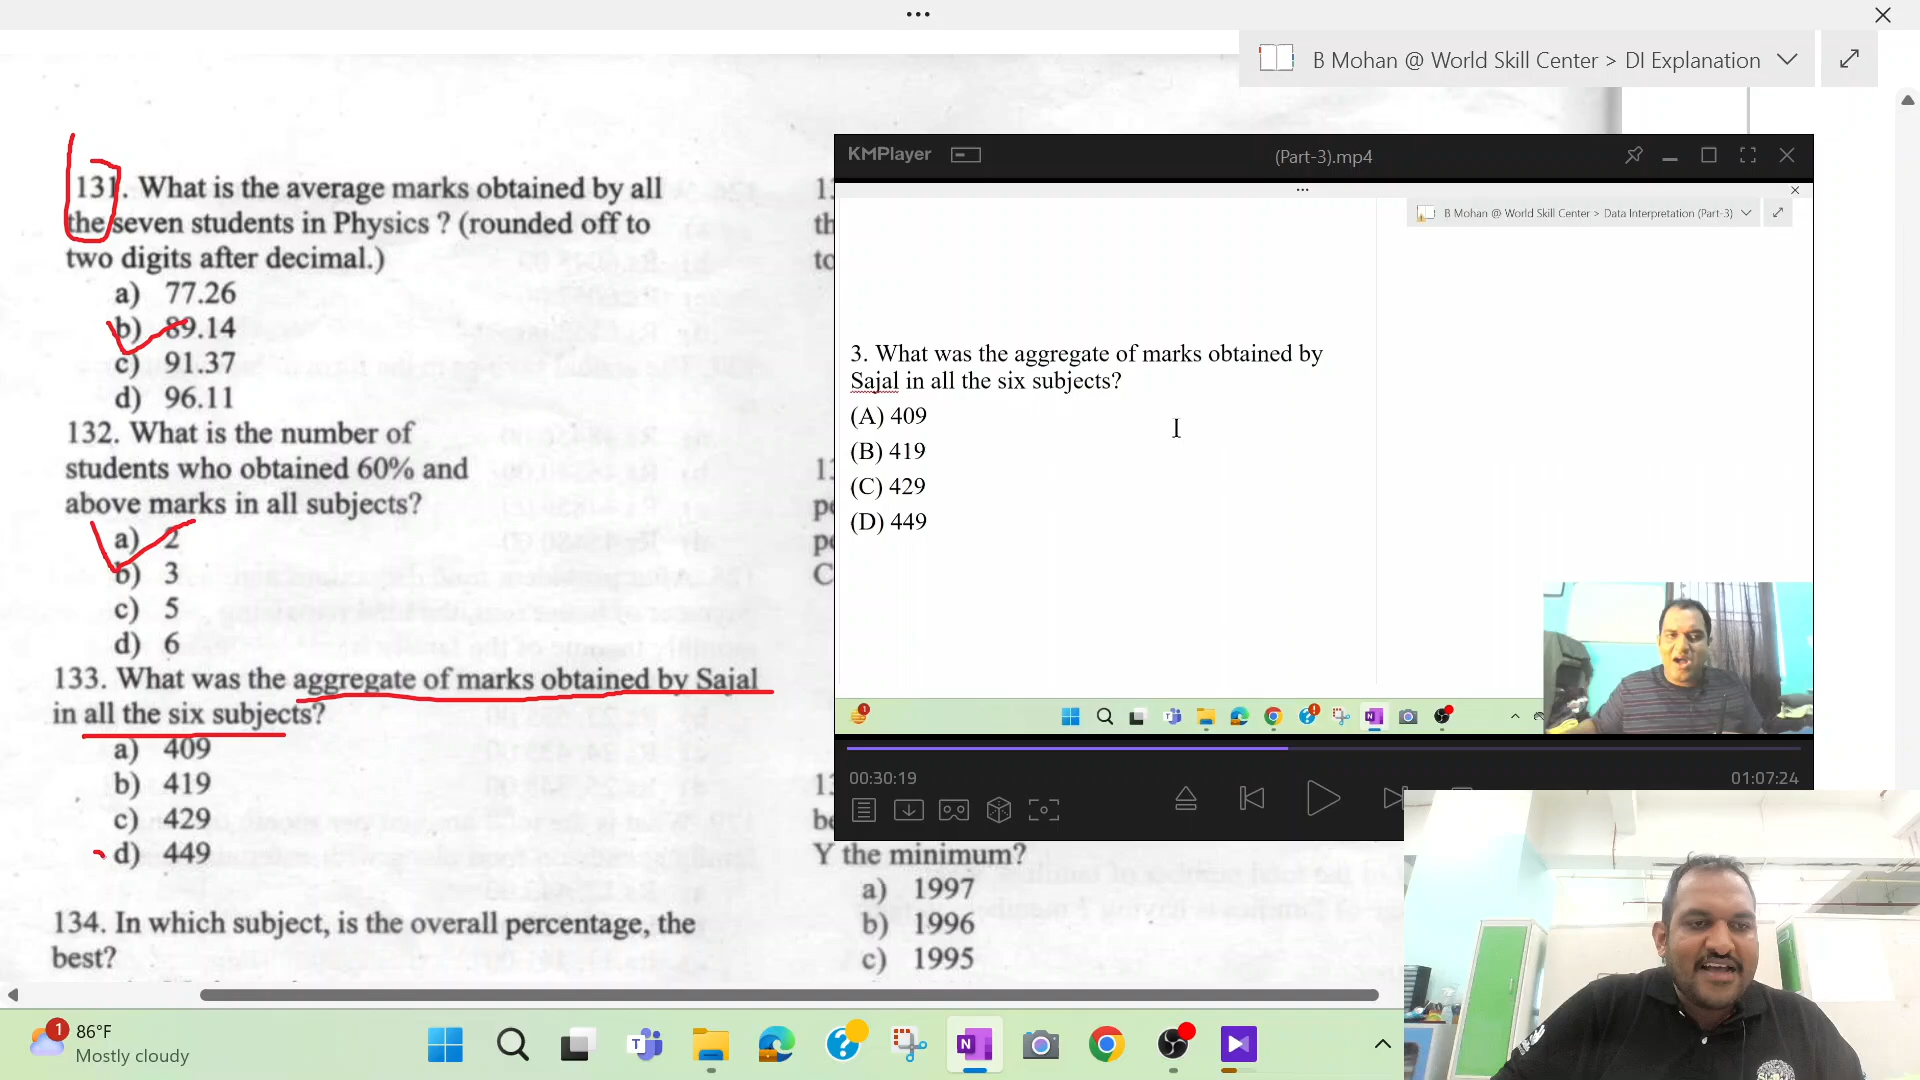 B Mohan @ World Skill Center > DI Explanation
131. What is the average marks obtained by all
the seven students in Physics ? (rounded off to
two digits after decimal.)
a) 77.26
b) 89.14
c) 91.37
d) 96.11
132. What is the number of
students who obtained 60% and
above marks in all subjects?
a) 2
b) 3
c) 5
d) 6
133. What was the aggregate of marks obtained by Sajal
in all the six subjects?
a) 409
b) 419
c) 429
d) 449
134. In which subject, is the overall percentage, the
best?
KMPlayer
(Part-3).mp4
B Mohan @ World Skill Center > Data Interpretation (Part-3)
3. What was the aggregate of marks obtained by
Sajal in all the six subjects?
(A) 409
(B) 419
(C) 429
(D) 449
00:30:19
01:07:24
Y the minimum?
a) 1997
b) 1996
c) 1995
1
86°F
Mostly cloudy